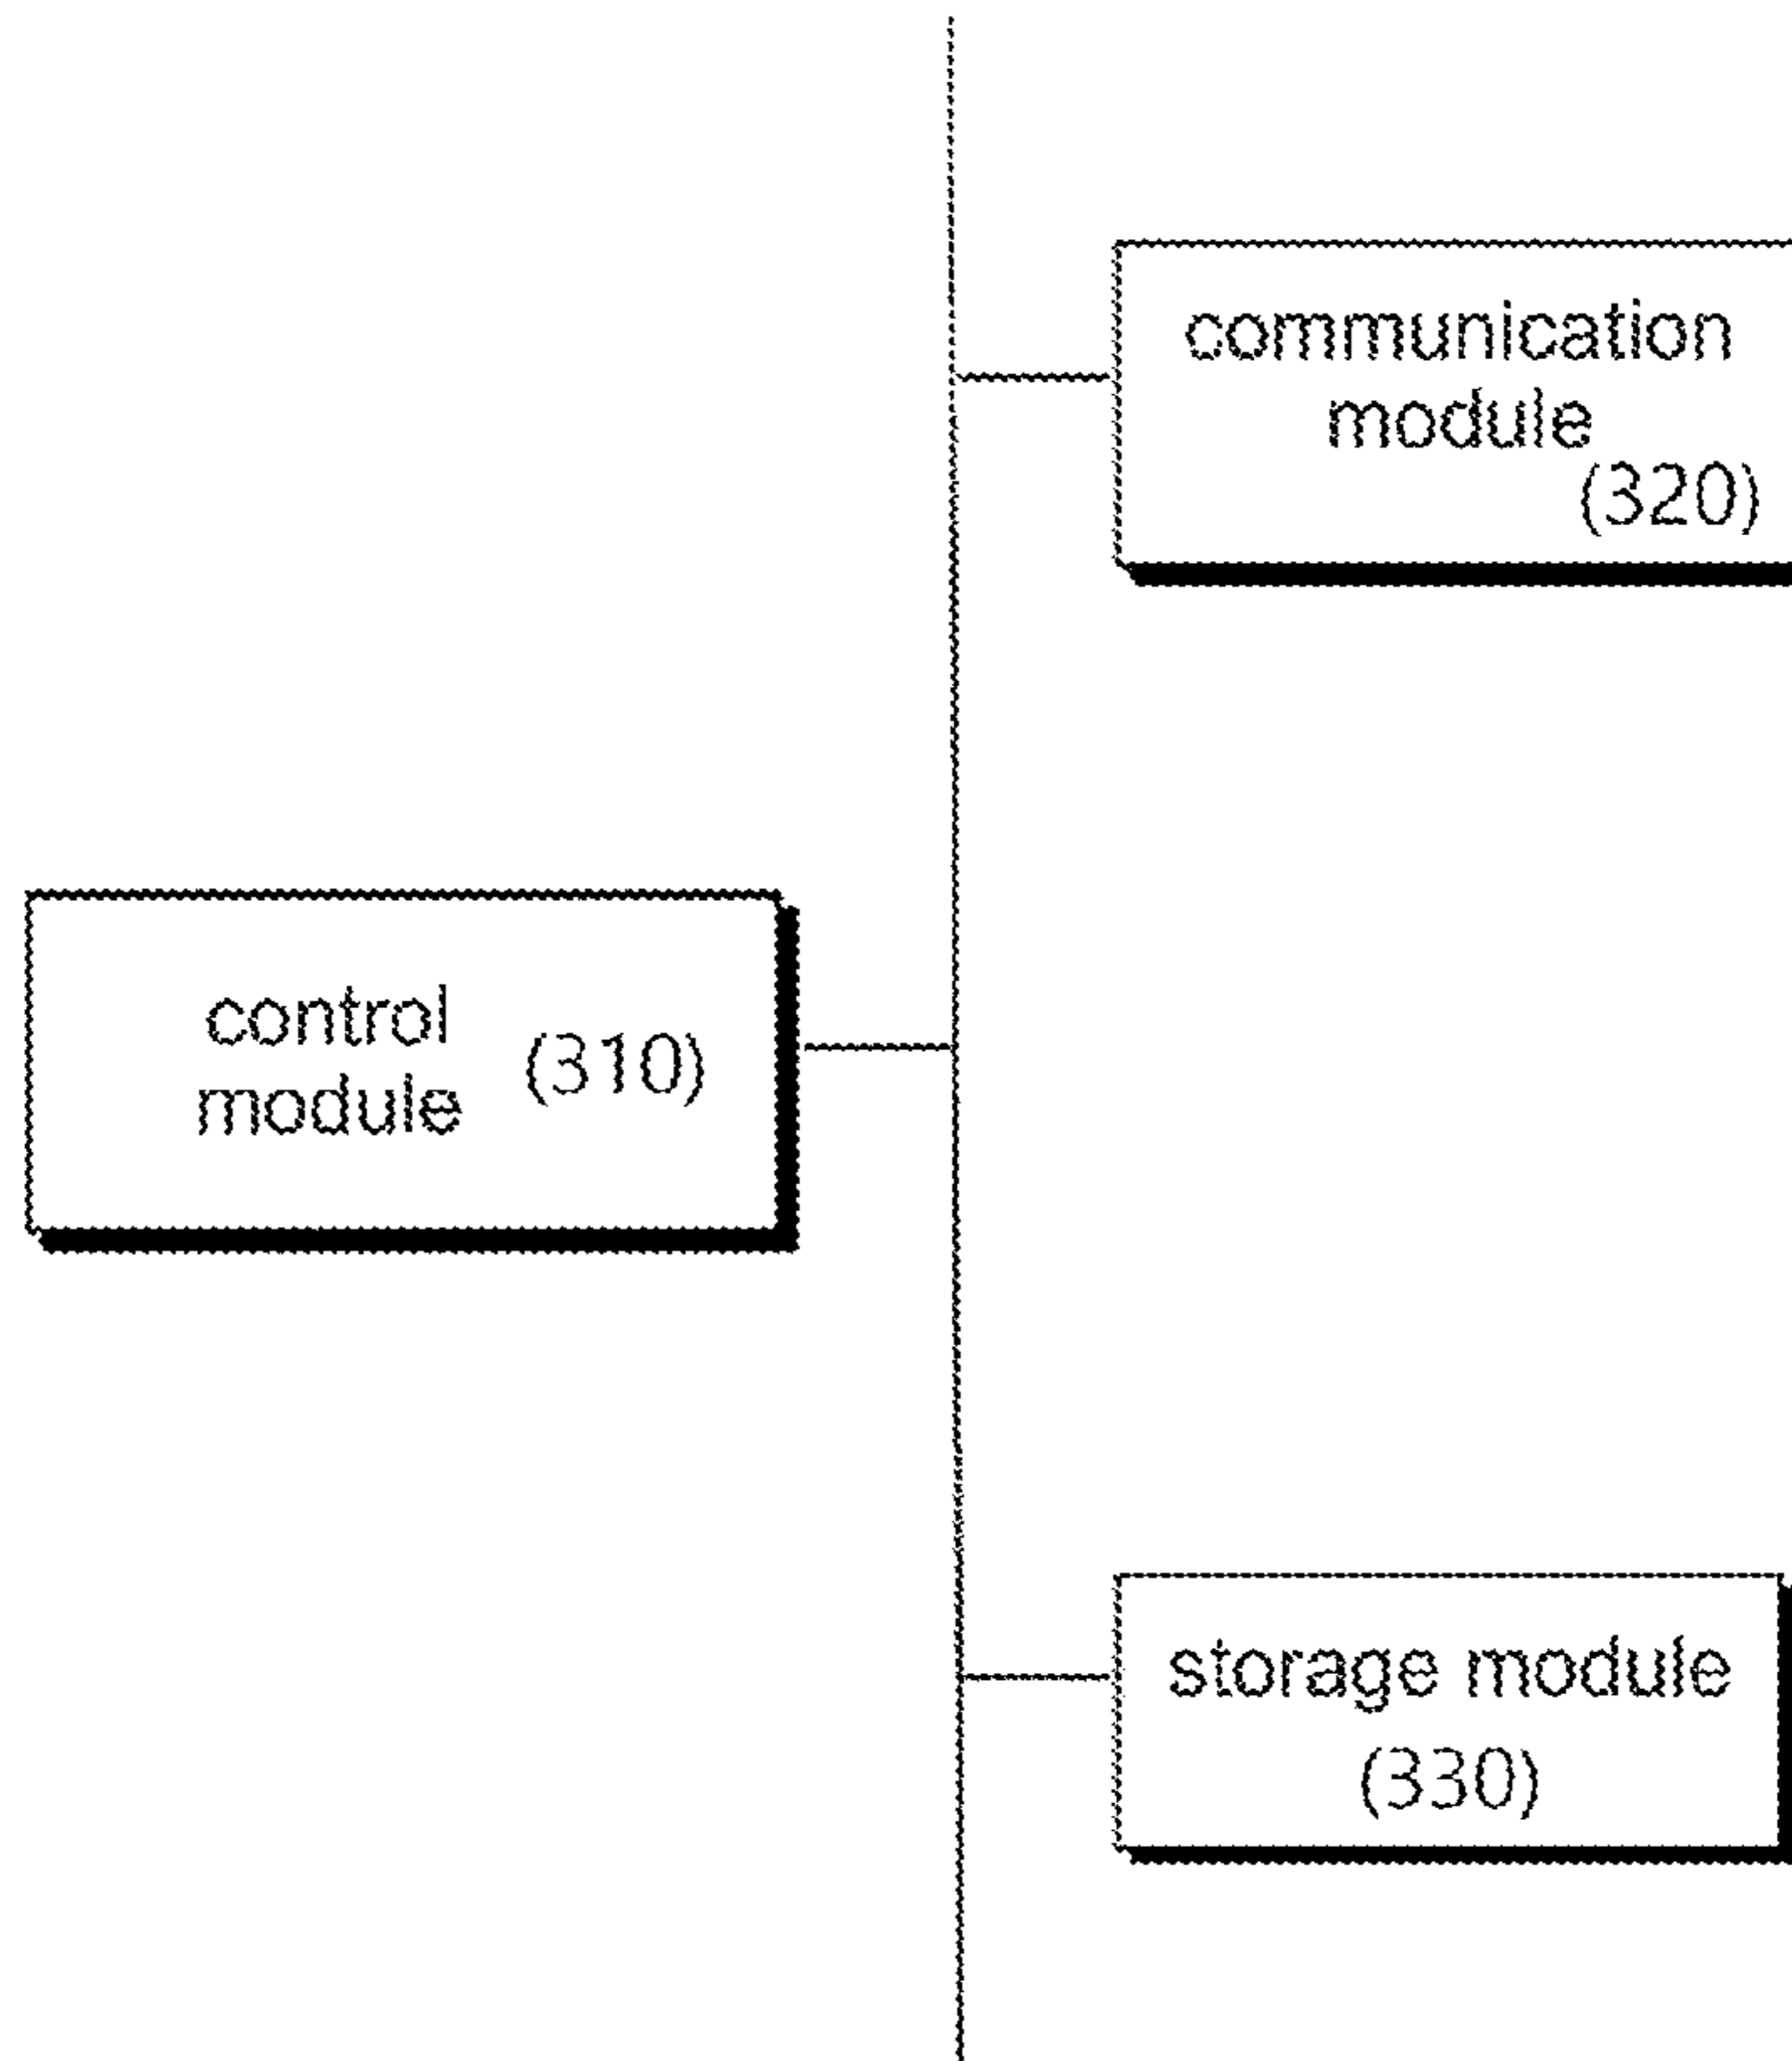 communication
module
(320)
control
module
(310)
storage module
(330)